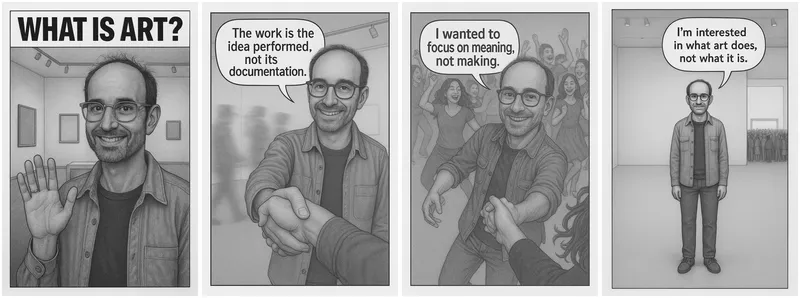 WHAT IS ART?
The work is the
idea performed,
not its
documentation.
I wanted to
focus on meaning,
not making.
I'm interested
in what art does,
not what it is.